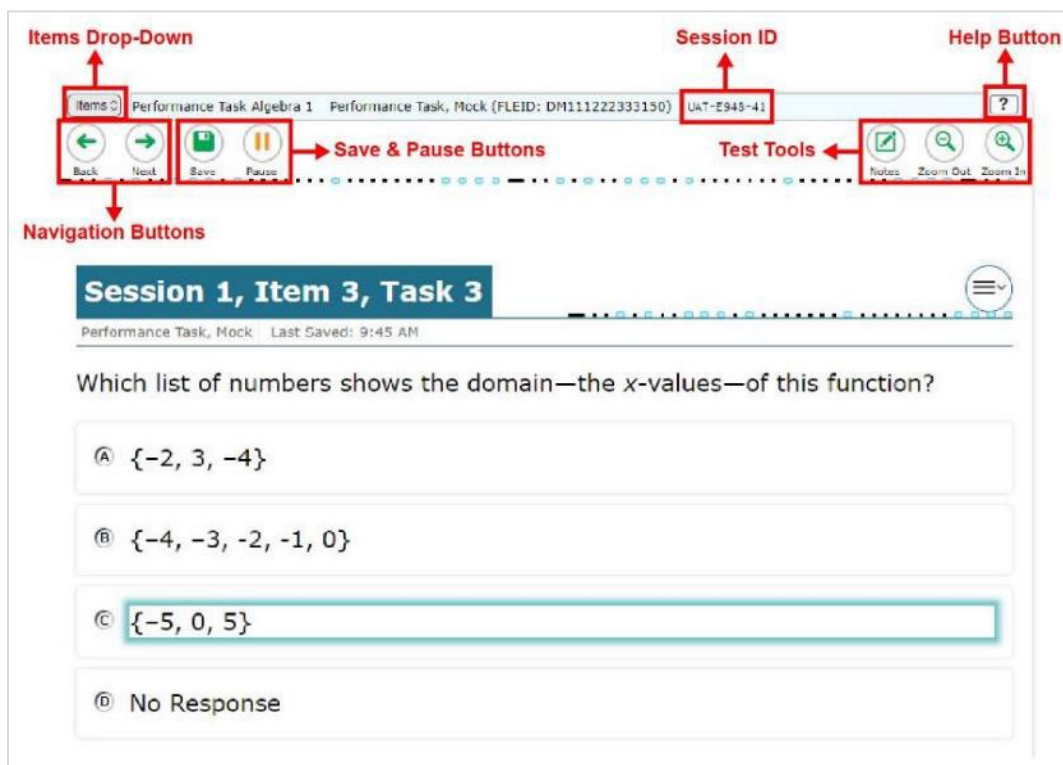 Items Drop-Down
Session ID
Help Button
Items
Performance Task Algebra 1 Performance Task, Mock (FLEID: DM111222333150) UAT-E948-41
?
Save & Pause Buttons
Test Tools
Back Next Save Pause
Notes Zoom Out Zoom In
Navigation Buttons
Session 1, Item 3, Task 3
Performance Task, Mock Last Saved: 9:45 AM
Which list of numbers shows the domain—the x-values—of this function?
A {–2, 3, –4}
B {–4, –3, -2, -1, 0}
C {–5, 0, 5}
D No Response